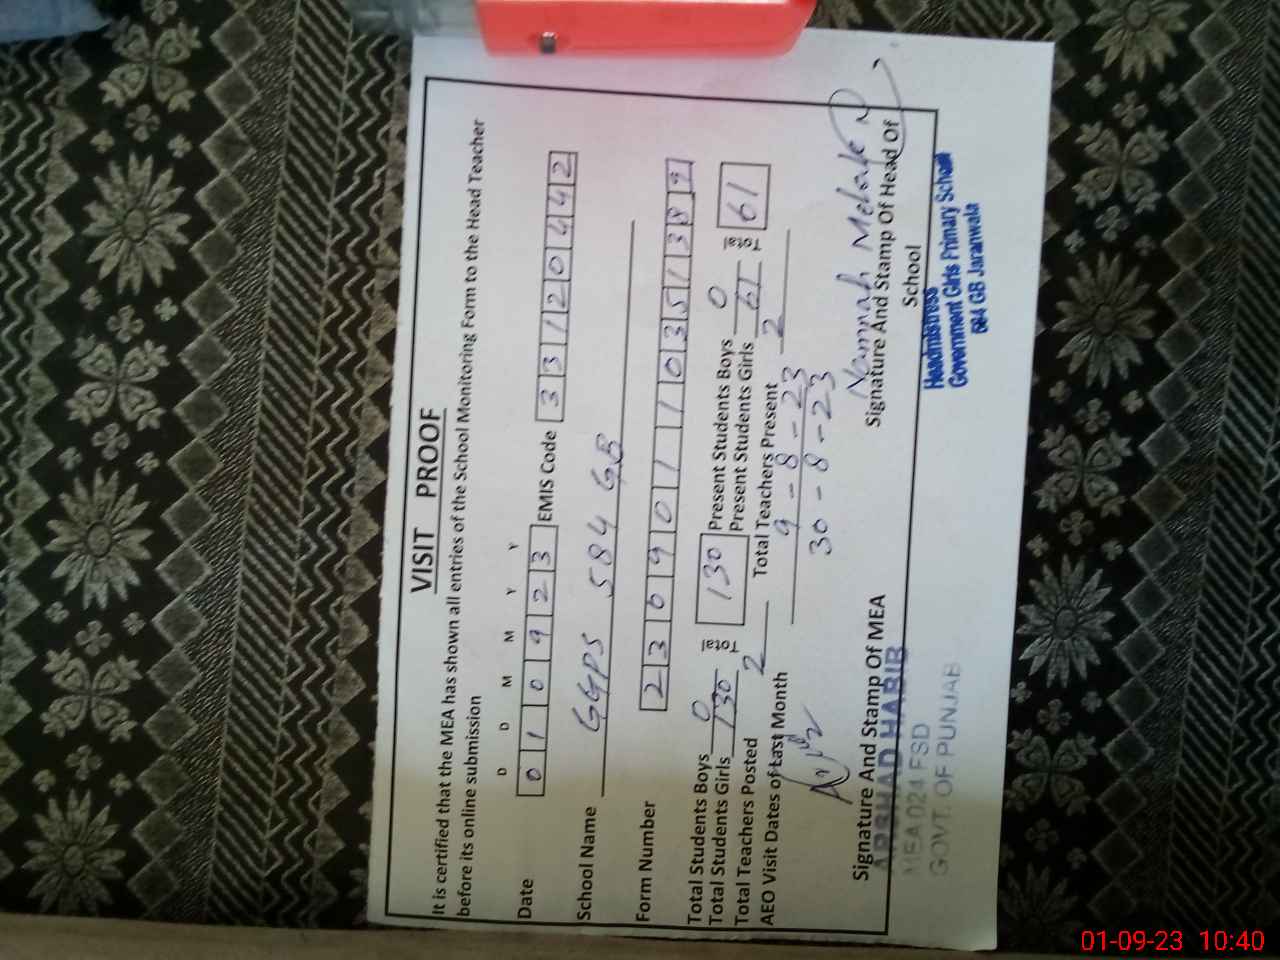 VISIT PROOF
It is certified that the MEA has shown all entries of the School Monitoring Form to the Head Teacher
before its online submission
D D M M Y Y
Date 0 1 0 9 2 3 EMIS Code 3 3 1 2 0 4 4 2
School Name GGPS 584 GB
Form Number 2 3 0 9 0 1 1 0 3 5 1 3 8 9
Total Students Boys 0 Total 130 Present Students Boys 0 Total 61
Total Students Girls 130 Present Students Girls 61
Total Teachers Posted 2 Total Teachers Present 2
AEO Visit Dates of Last Month 9 - 8 - 23
30 - 8 - 23
Signature And Stamp Of MEA
ARSHAD HABIB
MEA 024 FSD
GOVT. OF PUNJAB
Signature And Stamp Of Head Of
School
Headmistress
Government Girls Primary School
584 GB Jaranwala
01-09-23 10:40